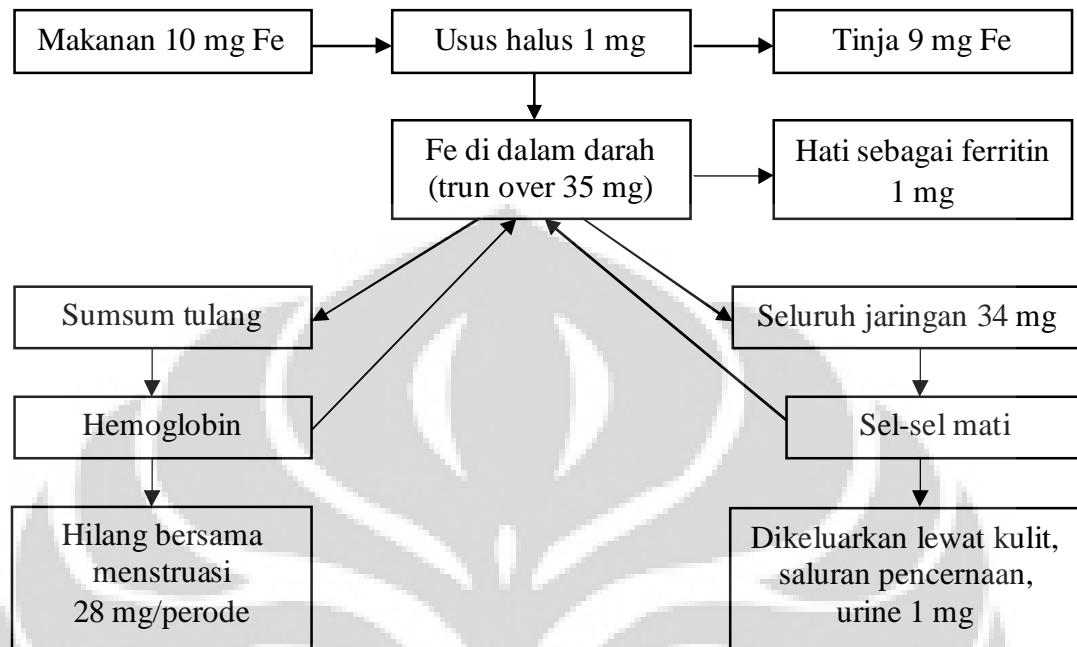 Makanan 10 mg Fe
Usus halus 1 mg
Tinja 9 mg Fe
Fe di dalam darah
(trun over 35 mg)
Hati sebagai ferritin
1 mg
Sumsum tulang
Seluruh jaringan 34 mg
Hemoglobin
Sel-sel mati
Hilang bersama
menstruasi
28 mg/perode
Dikeluarkan lewat kulit,
saluran pencernaan,
urine 1 mg